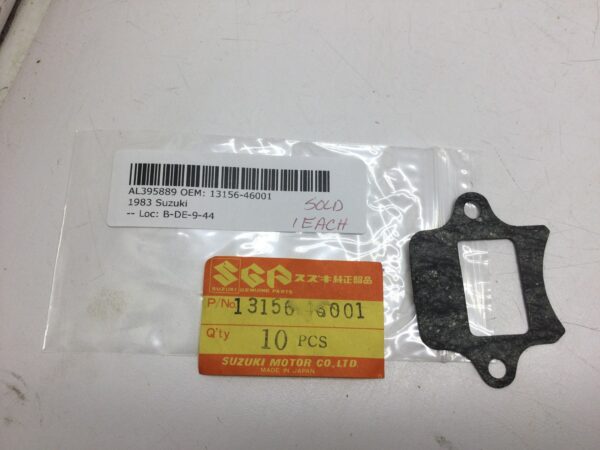 AL395889 OEM: 13156-46001
1983 Suzuki
-- Loc: B-DE-9-44
SOLD
1 EACH
SGP スズキ純正部品
SUZUKI GENUINE PARTS
P/No. 13156-46001
Q'ty 10 PCS
SUZUKI MOTOR CO., LTD
MADE IN JAPAN